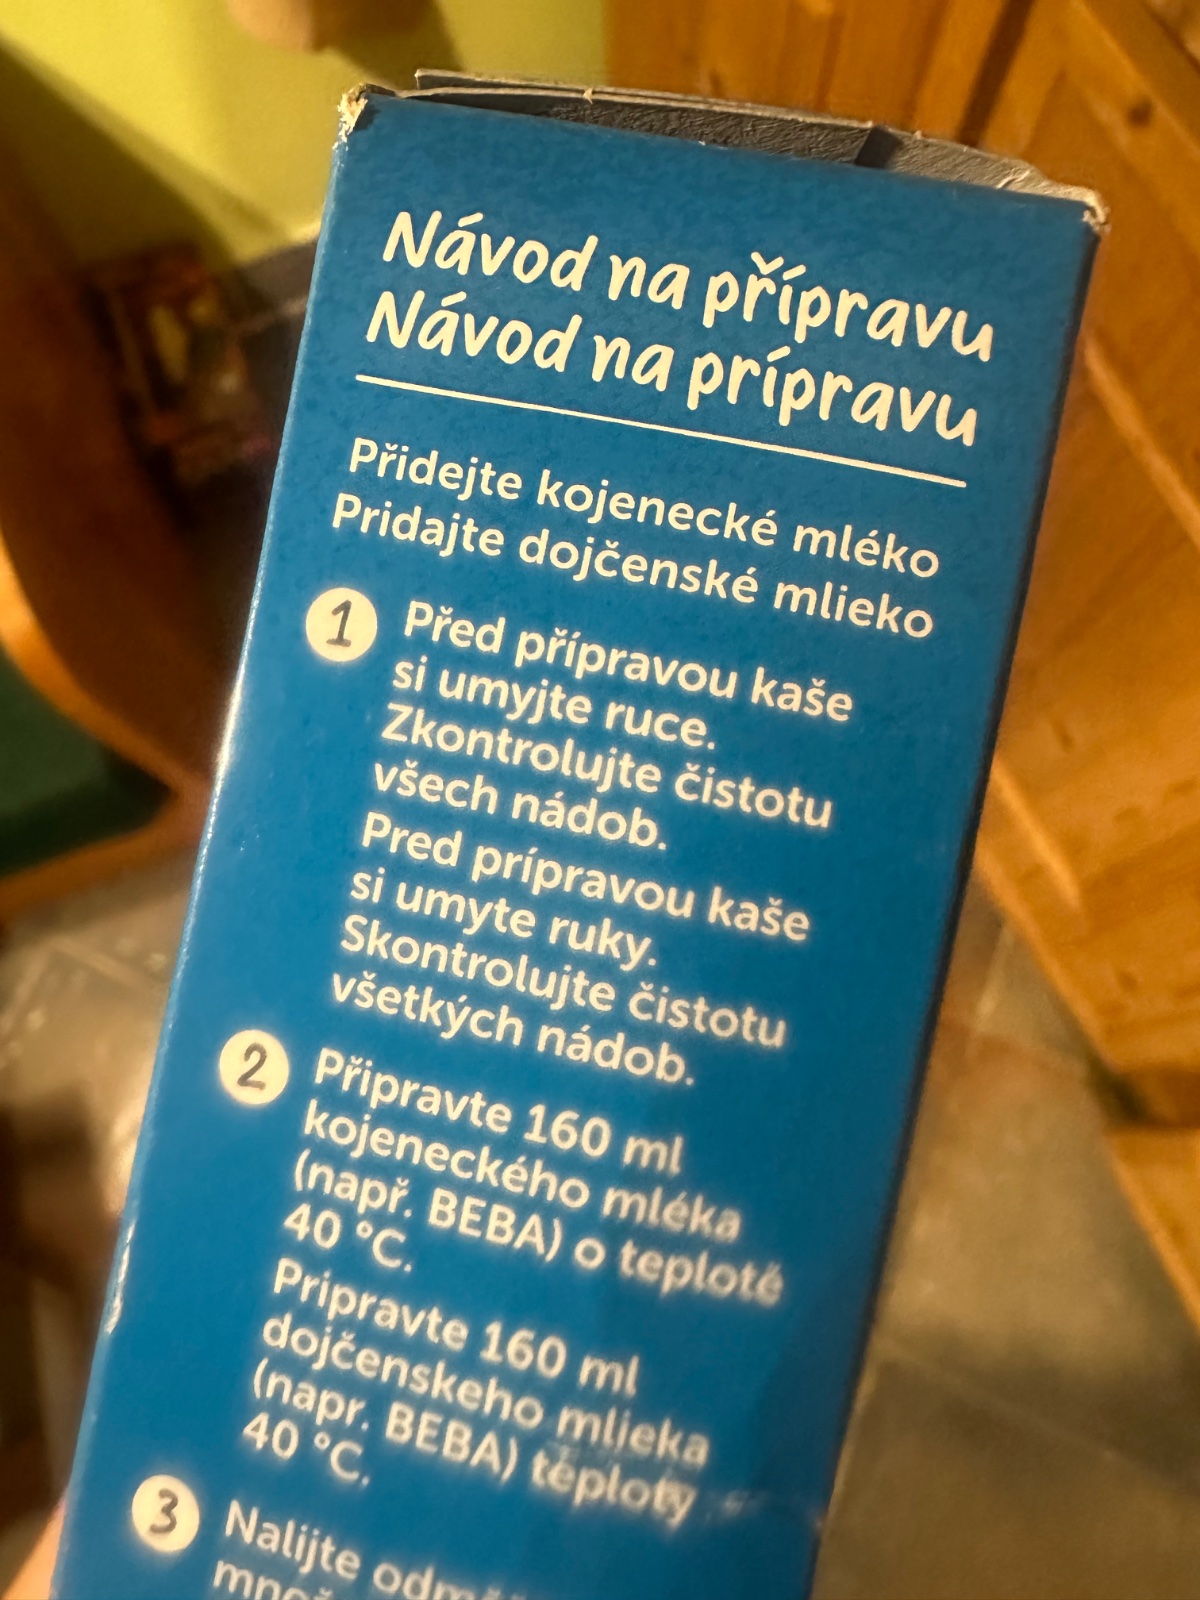 Návod na přípravu
Návod na prípravu
Přidejte kojenecké mléko
Pridajte dojčenské mlieko
1 Před přípravou kaše
si umyjte ruce.
Zkontrolujte čistotu
všech nádob.
Pred prípravou kaše
si umyte ruky.
Skontrolujte čistotu
všetkých nádob.
2 Připravte 160 ml
kojeneckého mléka
(např. BEBA) o teplotě
40 °C.
Pripravte 160 ml
dojčenskeho mlieka
(napr. BEBA) teploty
40 °C.
3 Nalijte